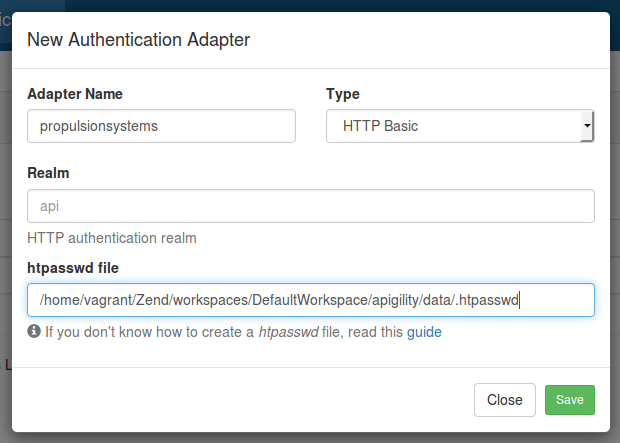 ic
New Authentication Adapter
Adapter Name
Type
propulsionsystems
HTTP Basic
Realm
api
HTTP authentication realm
htpasswd file
/home/vagrant/Zend/workspaces/DefaultWorkspace/apigility/data/.htpasswd
If you don't know how to create a htpasswd file, read this guide
L
Close
Save